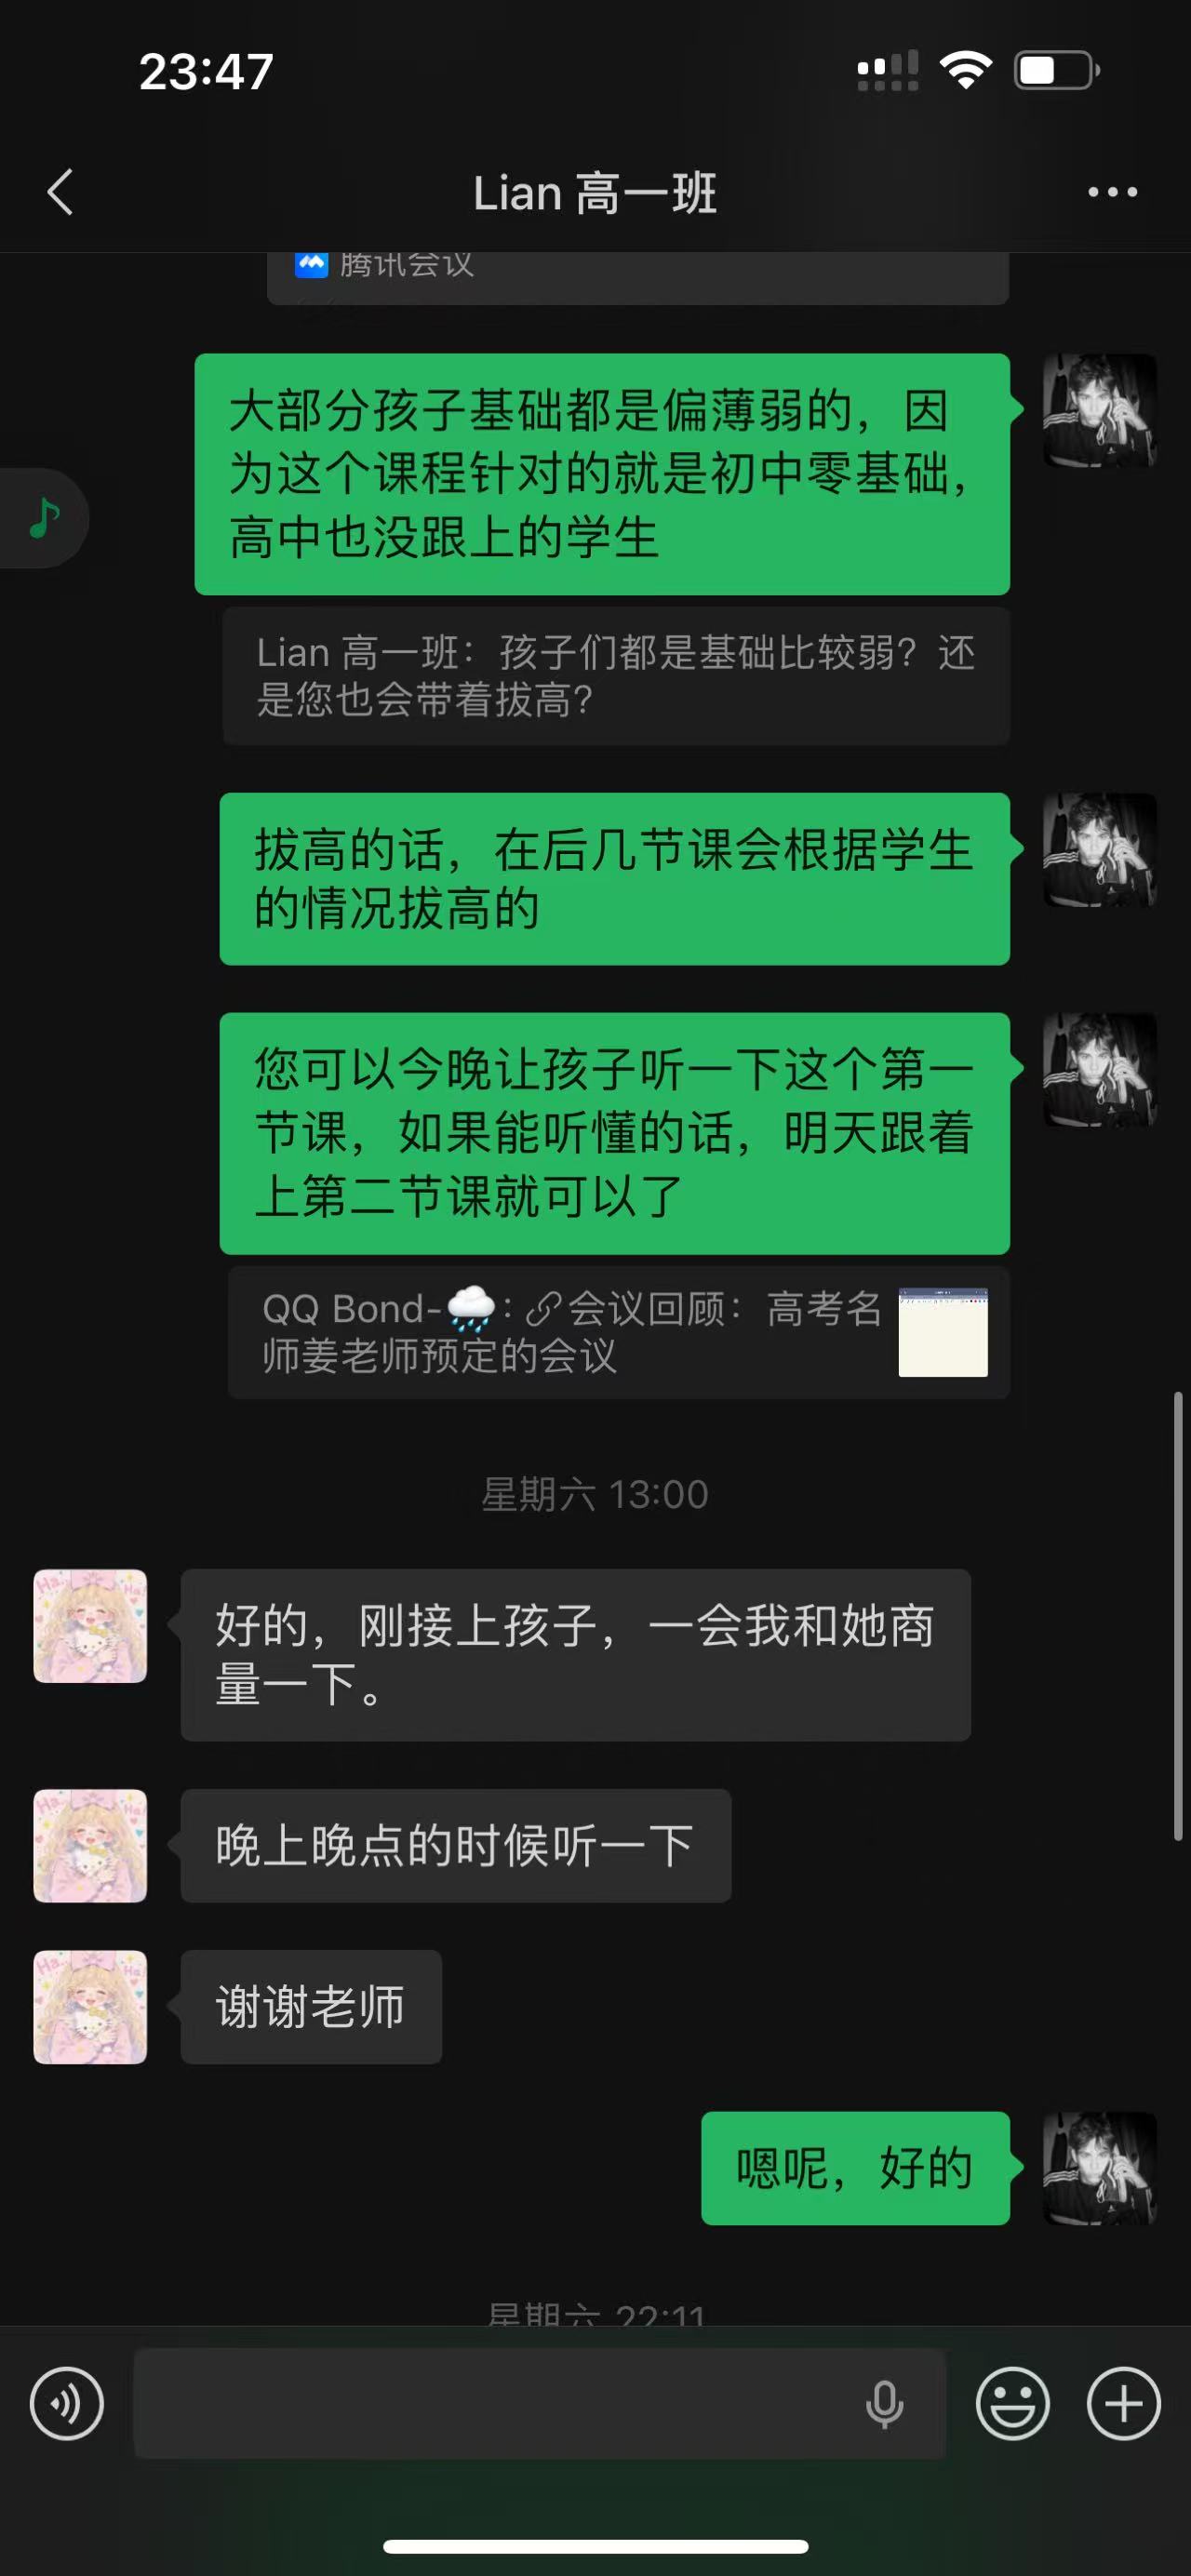 23:47
Lian 高一班
腾讯会议
大部分孩子基础都是偏薄弱的，因
为这个课程针对的就是初中零基础，
高中也没跟上的学生
Lian 高一班：孩子们都是基础比较弱？还
是您也会带着拔高？
拔高的话，在后几节课会根据学生
的情况拔高的
您可以今晚让孩子听一下这个第一
节课，如果能听懂的话，明天跟着
上第二节课就可以了
QQ Bond-🌧️：🔗会议回顾：高考名
师姜老师预定的会议
星期六 13:00
好的，刚接上孩子，一会我和她商
量一下。
晚上晚点的时候听一下
谢谢老师
嗯呢，好的
星期六 22:11